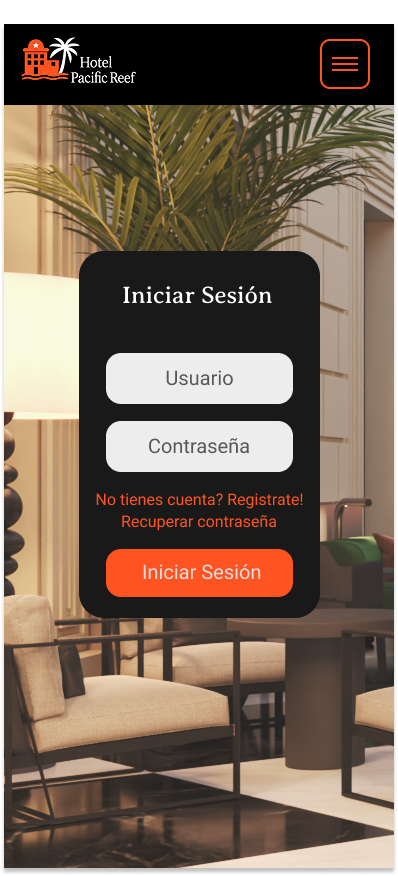 Hotel
Pacific Reef
Iniciar Sesión
Usuario
Contraseña
No tienes cuenta? Registrate!
Recuperar contraseña
Iniciar Sesión